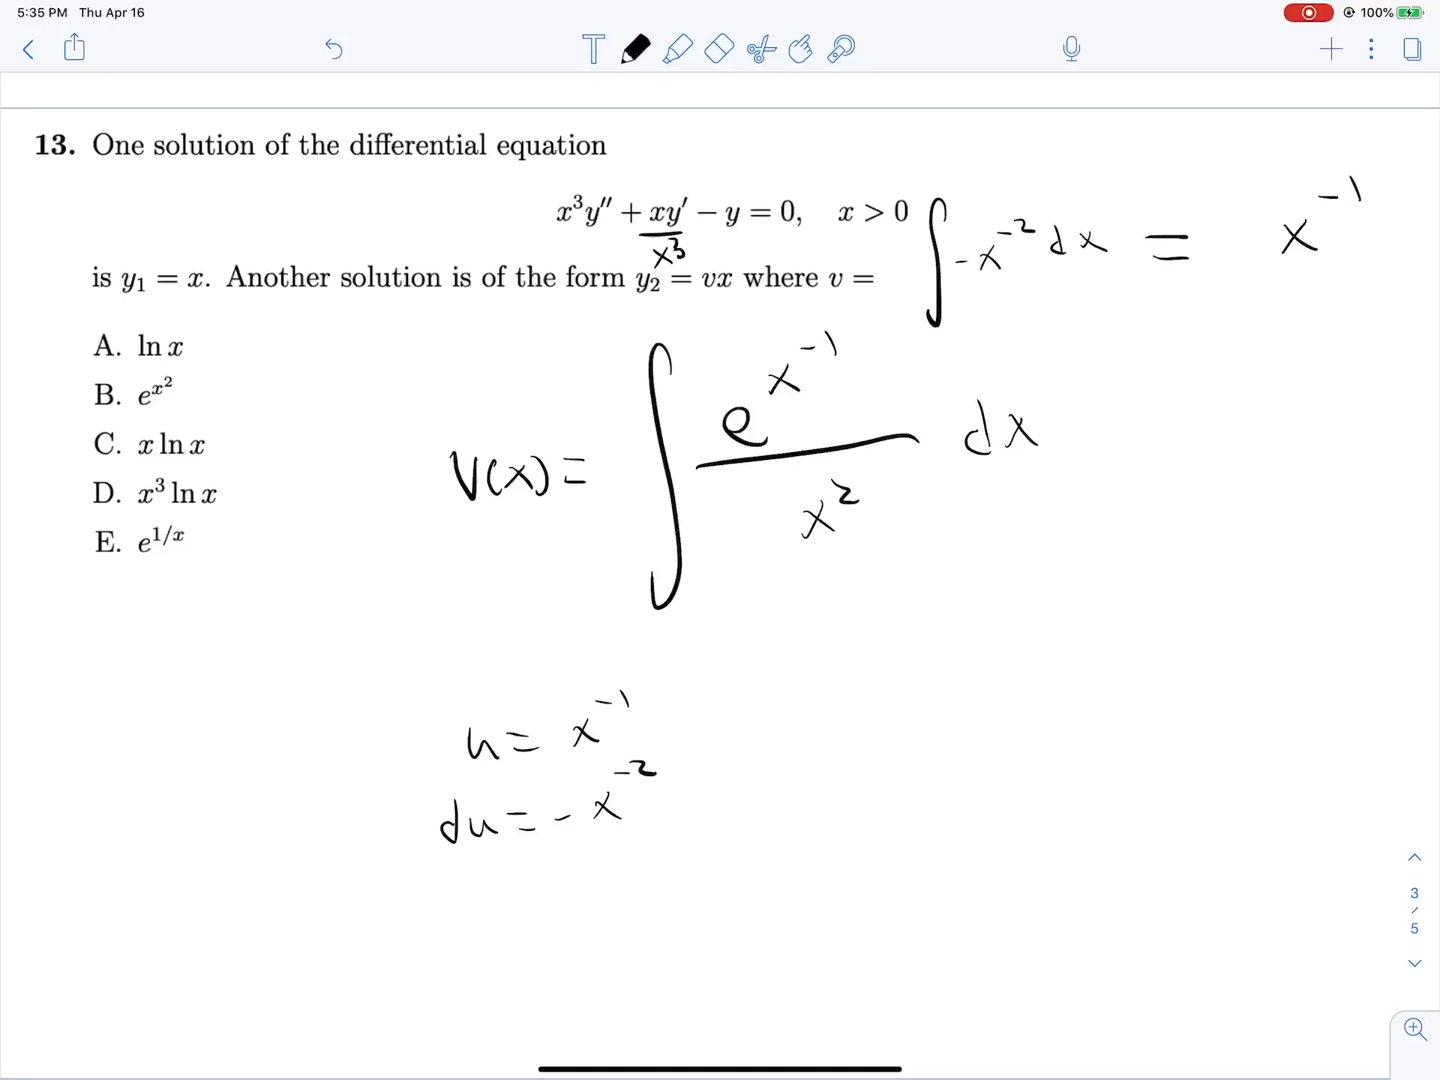 5:35 PM Thu Apr 16
100%
13. One solution of the differential equation
x³y″ + xy′ − y = 0, x > 0
x³
∫ -x⁻² dx = x⁻¹
is y₁ = x. Another solution is of the form y₂ = vx where v =
A. ln x
B. e^{x²}
C. x ln x
D. x³ ln x
E. e^{1/x}
V(x) = ∫ e^{x⁻¹} / x² dx
u = x⁻¹
du = - x⁻²
3
/
5